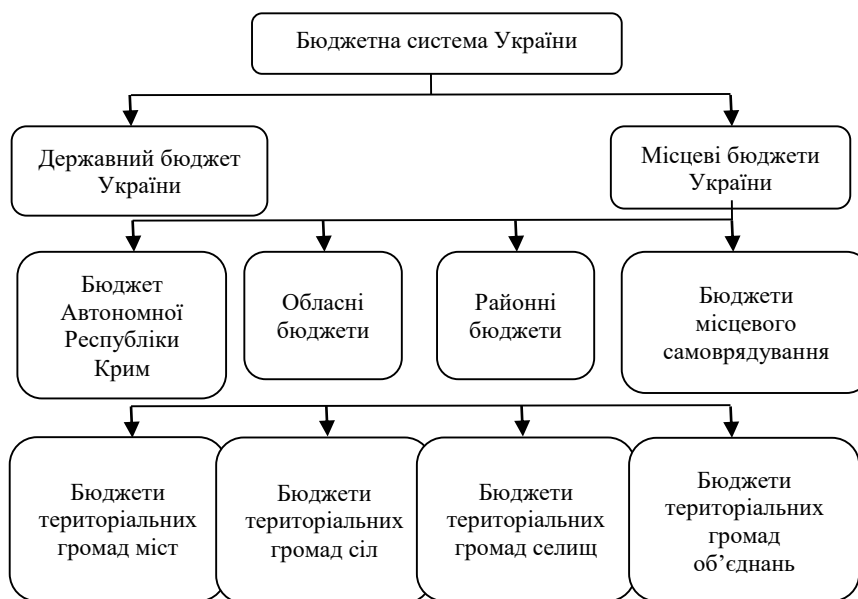 Бюджетна система України
Державний бюджет
України
Місцеві бюджети
України
Бюджет
Автономної
Республіки
Крим
Обласні
бюджети
Районні
бюджети
Бюджети
місцевого
самоврядування
Бюджети
територіальних
громад міст
Бюджети
територіальних
громад сіл
Бюджети
територіальних
громад селищ
Бюджети
територіальних
громад
об’єднань